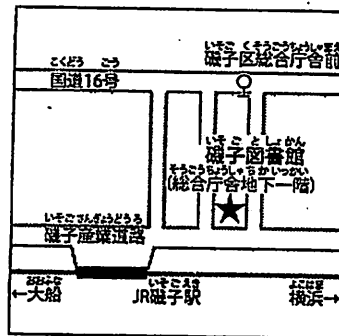 いそごくそうごうちょうしゃまえ
磯子区総合庁舎前
こくどう ごう
国道16号
いそご としょかん
磯子図書館
そうごうちょうしゃちかいっかい
(総合庁舎地下一階)
いそごさんぎょうどうろ
磯子産業道路
おおふな いそごえき よこはま
←大船 JR磯子駅 横浜→